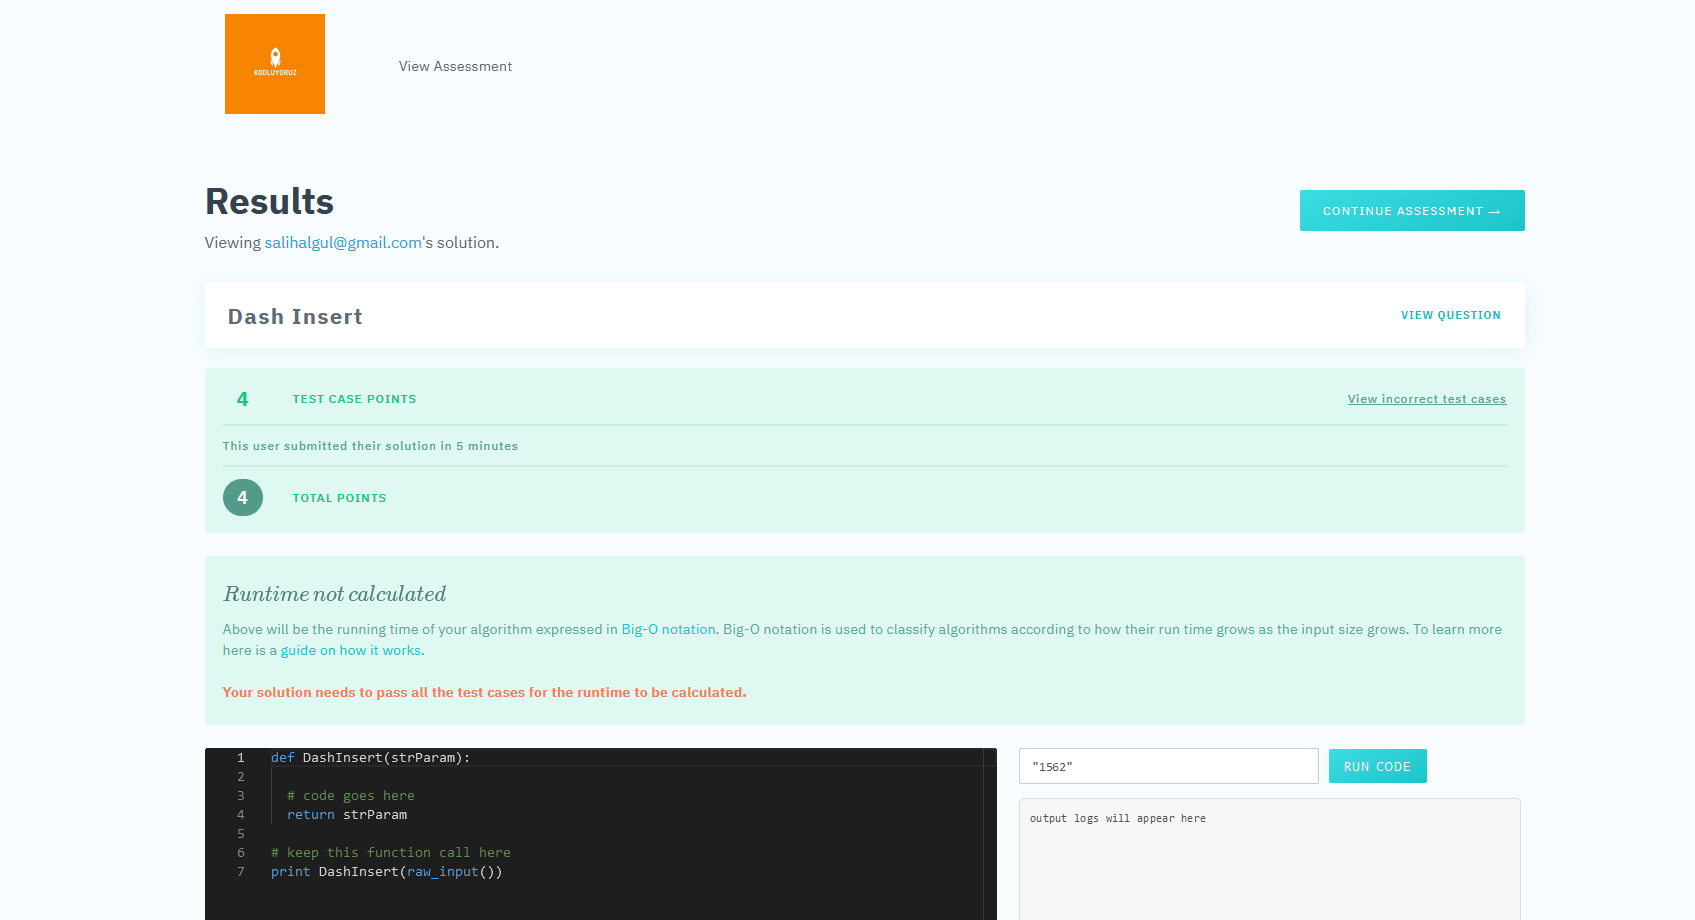 KODLUYORUZ
View Assessment
Results
CONTINUE ASSESSMENT →
Viewing salihalgul@gmail.com's solution.
Dash Insert
VIEW QUESTION
4 TEST CASE POINTS
View incorrect test cases
This user submitted their solution in 5 minutes
4 TOTAL POINTS
Runtime not calculated
Above will be the running time of your algorithm expressed in Big-O notation. Big-O notation is used to classify algorithms according to how their run time grows as the input size grows. To learn more
here is a guide on how it works.
Your solution needs to pass all the test cases for the runtime to be calculated.
1 def DashInsert(strParam):
2
3 # code goes here
4 return strParam
5
6 # keep this function call here
7 print DashInsert(raw_input())
"1562"
RUN CODE
output logs will appear here